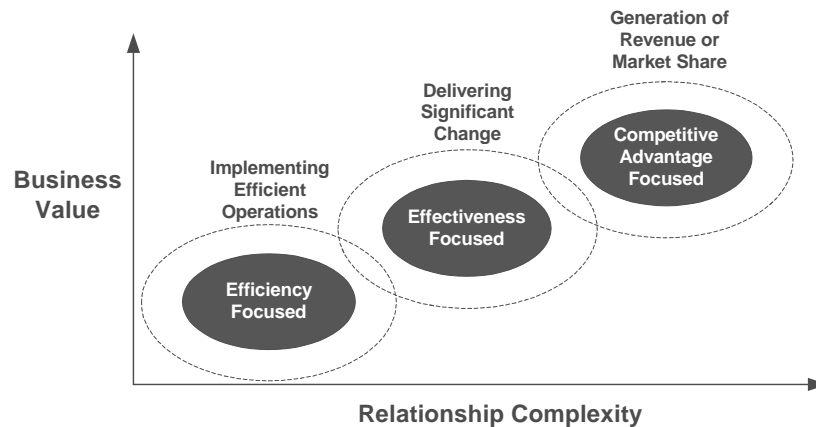 Generation of
Revenue or
Market Share
Delivering
Significant
Change
Competitive
Advantage
Focused
Implementing
Efficient
Operations
Business
Value
Effectiveness
Focused
Efficiency
Focused
Relationship Complexity